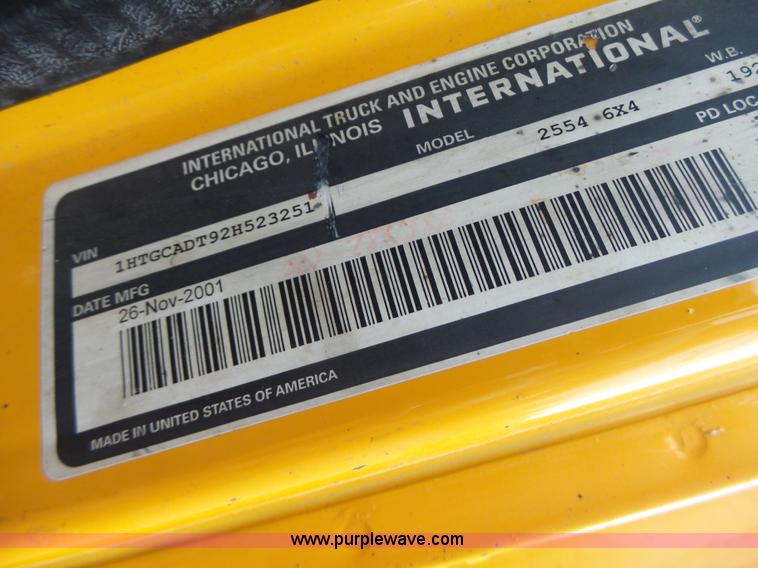 INTERNATIONAL TRUCK AND ENGINE CORPORATION
CHICAGO, ILLINOIS INTERNATIONAL®
MODEL 2554 6X4
W.B.
192
PD LOC
VIN 1HTGCADT92H523251
DATE MFG
26-Nov-2001
MADE IN UNITED STATES OF AMERICA
www.purplewave.com